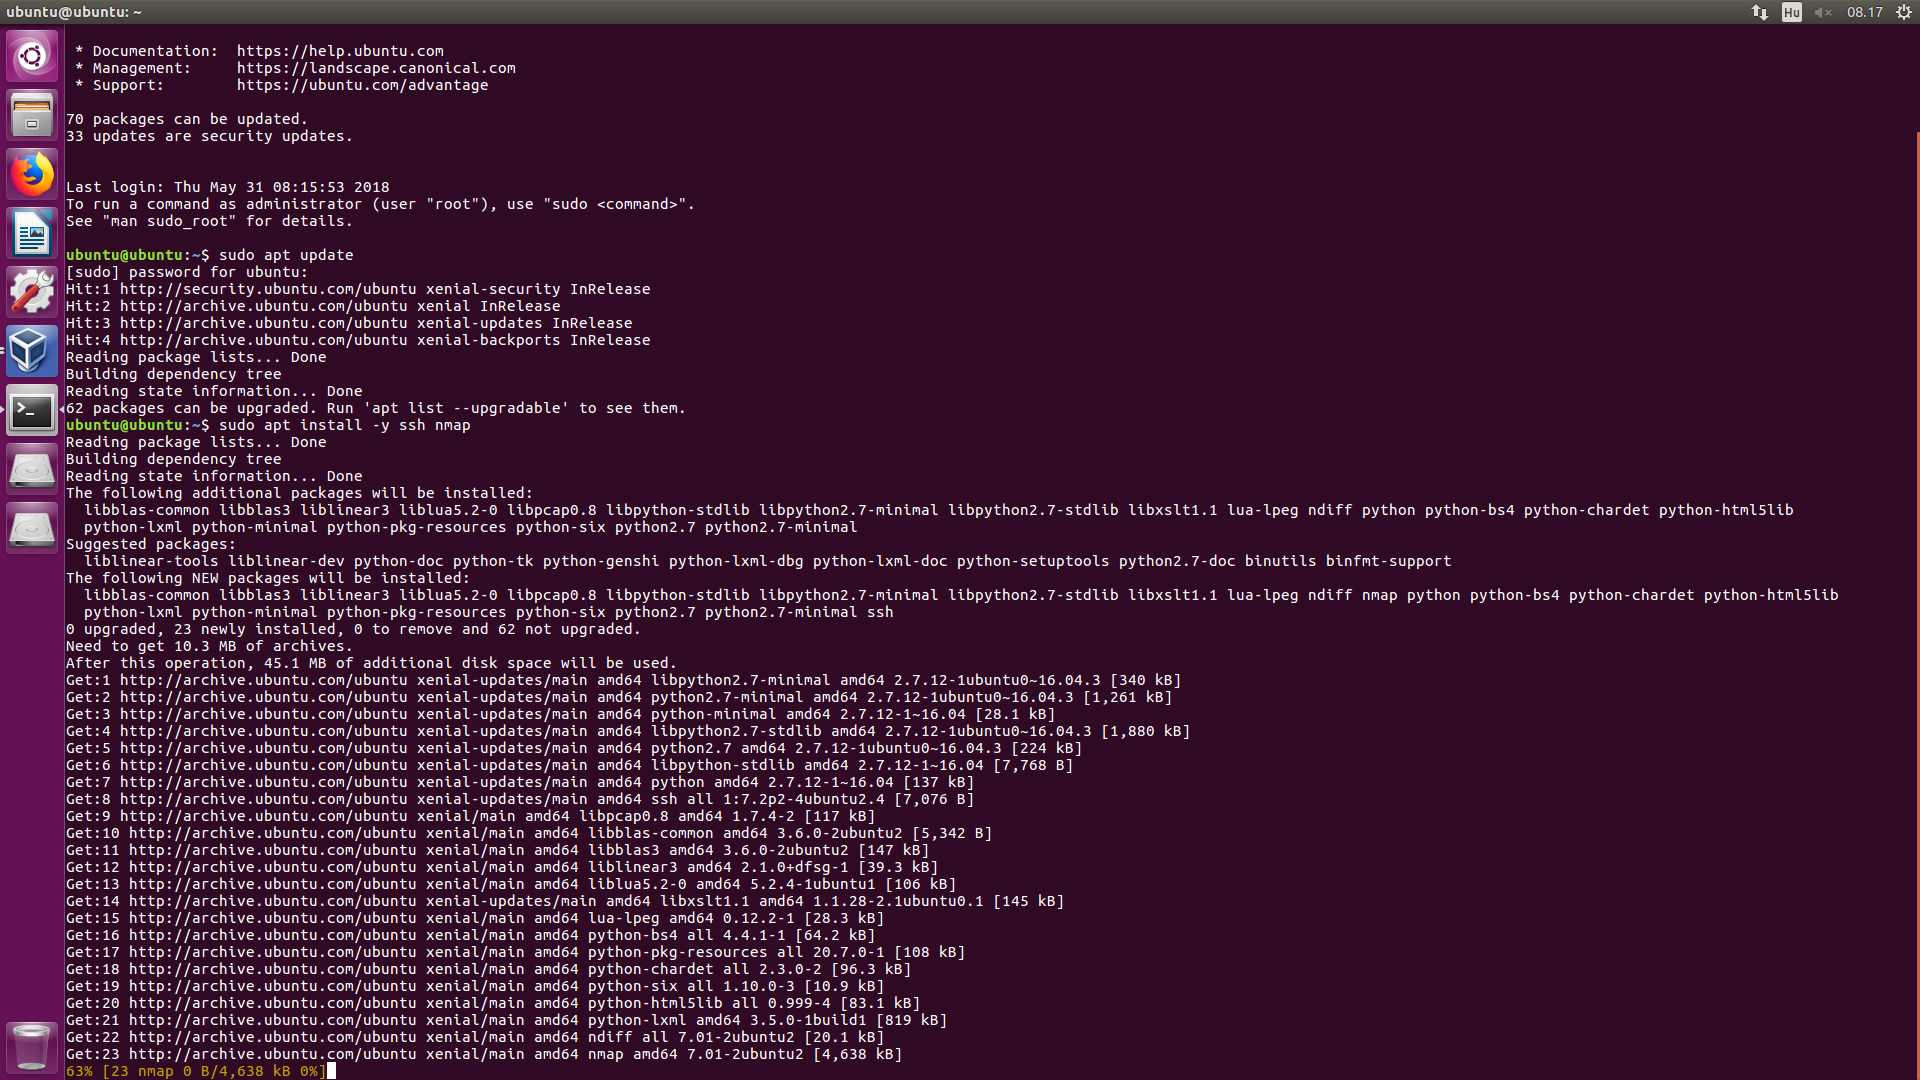 ubuntu@ubuntu: ~
Hu
08.17
* Documentation:  https://help.ubuntu.com
* Management:     https://landscape.canonical.com
* Support:        https://ubuntu.com/advantage
70 packages can be updated.
33 updates are security updates.
Last login: Thu May 31 08:15:53 2018
To run a command as administrator (user "root"), use "sudo <command>".
See "man sudo_root" for details.
ubuntu@ubuntu:~$ sudo apt update
[sudo] password for ubuntu:
Hit:1 http://security.ubuntu.com/ubuntu xenial-security InRelease
Hit:2 http://archive.ubuntu.com/ubuntu xenial InRelease
Hit:3 http://archive.ubuntu.com/ubuntu xenial-updates InRelease
Hit:4 http://archive.ubuntu.com/ubuntu xenial-backports InRelease
Reading package lists... Done
Building dependency tree
Reading state information... Done
62 packages can be upgraded. Run 'apt list --upgradable' to see them.
ubuntu@ubuntu:~$ sudo apt install -y ssh nmap
Reading package lists... Done
Building dependency tree
Reading state information... Done
The following additional packages will be installed:
  libblas-common libblas3 liblinear3 liblua5.2-0 libpcap0.8 libpython-stdlib libpython2.7-minimal libpython2.7-stdlib libxslt1.1 lua-lpeg ndiff python python-bs4 python-chardet python-html5lib
  python-lxml python-minimal python-pkg-resources python-six python2.7 python2.7-minimal
Suggested packages:
  liblinear-tools liblinear-dev python-doc python-tk python-genshi python-lxml-dbg python-lxml-doc python-setuptools python2.7-doc binutils binfmt-support
The following NEW packages will be installed:
  libblas-common libblas3 liblinear3 liblua5.2-0 libpcap0.8 libpython-stdlib libpython2.7-minimal libpython2.7-stdlib libxslt1.1 lua-lpeg ndiff nmap python python-bs4 python-chardet python-html5lib
  python-lxml python-minimal python-pkg-resources python-six python2.7 python2.7-minimal ssh
0 upgraded, 23 newly installed, 0 to remove and 62 not upgraded.
Need to get 10.3 MB of archives.
After this operation, 45.1 MB of additional disk space will be used.
Get:1 http://archive.ubuntu.com/ubuntu xenial-updates/main amd64 libpython2.7-minimal amd64 2.7.12-1ubuntu0~16.04.3 [340 kB]
Get:2 http://archive.ubuntu.com/ubuntu xenial-updates/main amd64 python2.7-minimal amd64 2.7.12-1ubuntu0~16.04.3 [1,261 kB]
Get:3 http://archive.ubuntu.com/ubuntu xenial-updates/main amd64 python-minimal amd64 2.7.12-1~16.04 [28.1 kB]
Get:4 http://archive.ubuntu.com/ubuntu xenial-updates/main amd64 libpython2.7-stdlib amd64 2.7.12-1ubuntu0~16.04.3 [1,880 kB]
Get:5 http://archive.ubuntu.com/ubuntu xenial-updates/main amd64 python2.7 amd64 2.7.12-1ubuntu0~16.04.3 [224 kB]
Get:6 http://archive.ubuntu.com/ubuntu xenial-updates/main amd64 libpython-stdlib amd64 2.7.12-1~16.04 [7,768 B]
Get:7 http://archive.ubuntu.com/ubuntu xenial-updates/main amd64 python amd64 2.7.12-1~16.04 [137 kB]
Get:8 http://archive.ubuntu.com/ubuntu xenial-updates/main amd64 ssh all 1:7.2p2-4ubuntu2.4 [7,076 B]
Get:9 http://archive.ubuntu.com/ubuntu xenial/main amd64 libpcap0.8 amd64 1.7.4-2 [117 kB]
Get:10 http://archive.ubuntu.com/ubuntu xenial/main amd64 libblas-common amd64 3.6.0-2ubuntu2 [5,342 B]
Get:11 http://archive.ubuntu.com/ubuntu xenial/main amd64 libblas3 amd64 3.6.0-2ubuntu2 [147 kB]
Get:12 http://archive.ubuntu.com/ubuntu xenial/main amd64 liblinear3 amd64 2.1.0+dfsg-1 [39.3 kB]
Get:13 http://archive.ubuntu.com/ubuntu xenial/main amd64 liblua5.2-0 amd64 5.2.4-1ubuntu1 [106 kB]
Get:14 http://archive.ubuntu.com/ubuntu xenial-updates/main amd64 libxslt1.1 amd64 1.1.28-2.1ubuntu0.1 [145 kB]
Get:15 http://archive.ubuntu.com/ubuntu xenial/main amd64 lua-lpeg amd64 0.12.2-1 [28.3 kB]
Get:16 http://archive.ubuntu.com/ubuntu xenial/main amd64 python-bs4 all 4.4.1-1 [64.2 kB]
Get:17 http://archive.ubuntu.com/ubuntu xenial/main amd64 python-pkg-resources all 20.7.0-1 [108 kB]
Get:18 http://archive.ubuntu.com/ubuntu xenial/main amd64 python-chardet all 2.3.0-2 [96.3 kB]
Get:19 http://archive.ubuntu.com/ubuntu xenial/main amd64 python-six all 1.10.0-3 [10.9 kB]
Get:20 http://archive.ubuntu.com/ubuntu xenial/main amd64 python-html5lib all 0.999-4 [83.1 kB]
Get:21 http://archive.ubuntu.com/ubuntu xenial/main amd64 python-lxml amd64 3.5.0-1build1 [819 kB]
Get:22 http://archive.ubuntu.com/ubuntu xenial/main amd64 ndiff all 7.01-2ubuntu2 [20.1 kB]
Get:23 http://archive.ubuntu.com/ubuntu xenial/main amd64 nmap amd64 7.01-2ubuntu2 [4,638 kB]
63% [23 nmap 0 B/4,638 kB 0%]